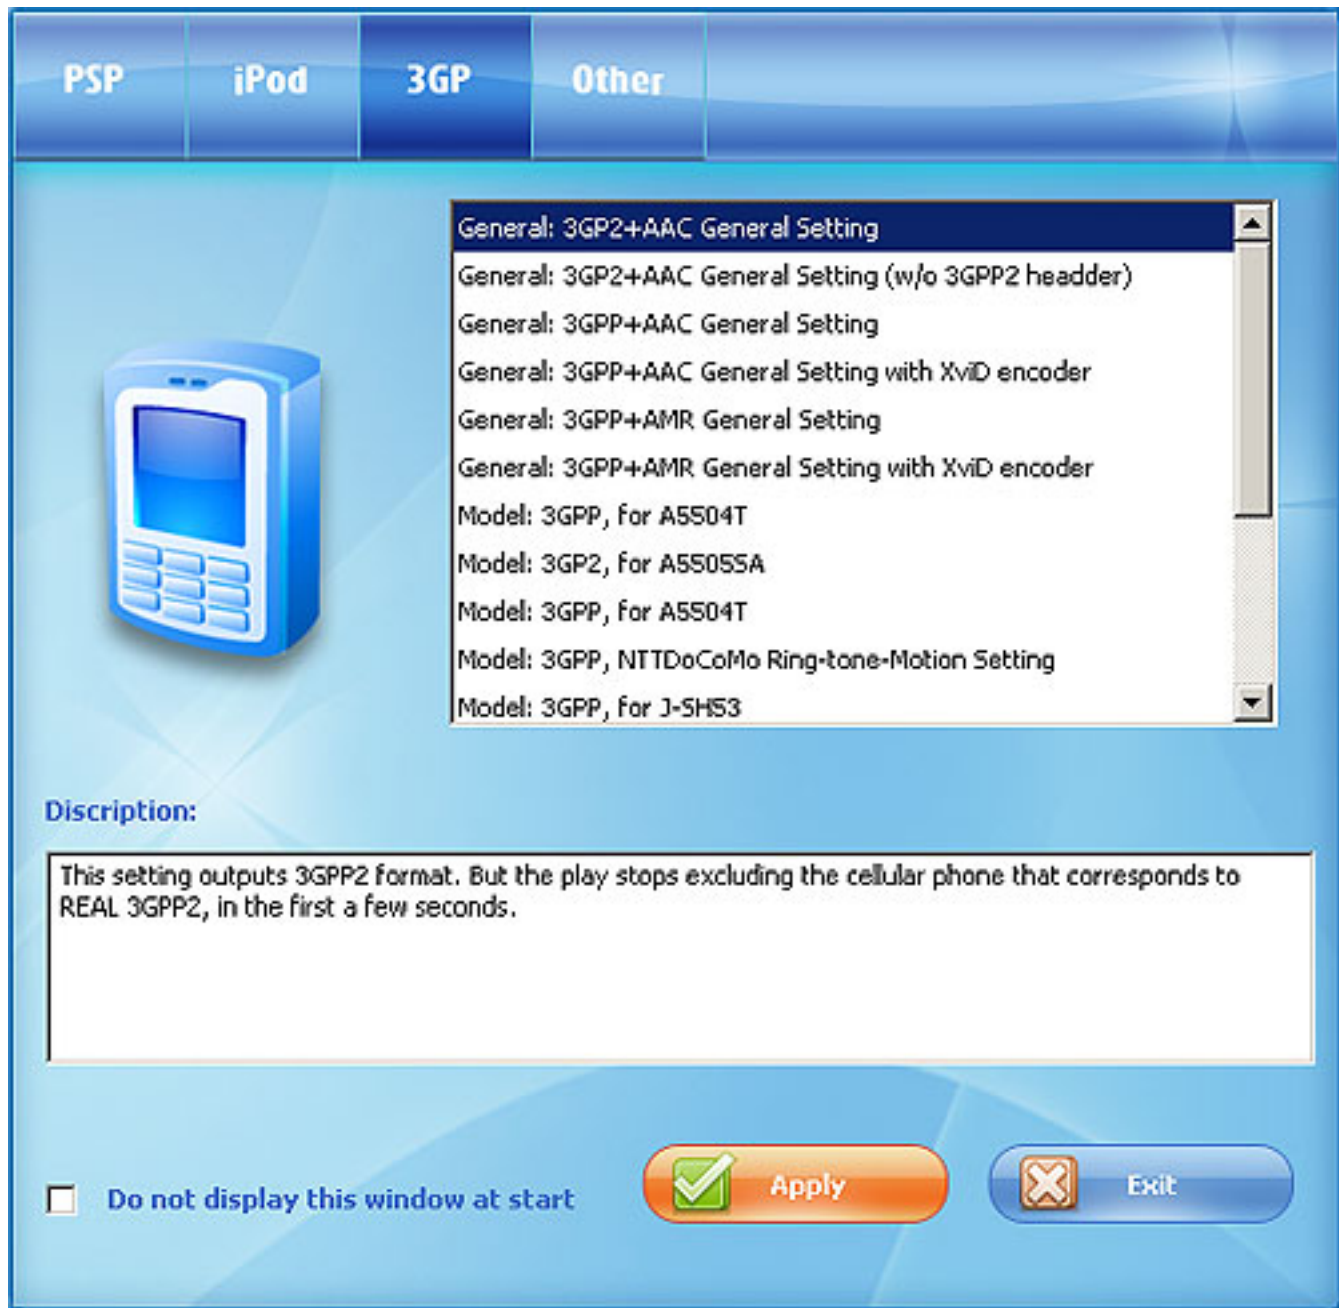 PSP iPod 3GP Other
General: 3GP2+AAC General Setting
General: 3GP2+AAC General Setting (w/o 3GPP2 headder)
General: 3GPP+AAC General Setting
General: 3GPP+AAC General Setting with XviD encoder
General: 3GPP+AMR General Setting
General: 3GPP+AMR General Setting with XviD encoder
Model: 3GPP, for A5504T
Model: 3GP2, for A5505SA
Model: 3GPP, for A5504T
Model: 3GPP, NTTDoCoMo Ring-tone-Motion Setting
Model: 3GPP, for J-SH53
Discription:
This setting outputs 3GPP2 format. But the play stops excluding the cellular phone that corresponds to
REAL 3GPP2, in the first a few seconds.
Do not display this window at start
Apply
Exit